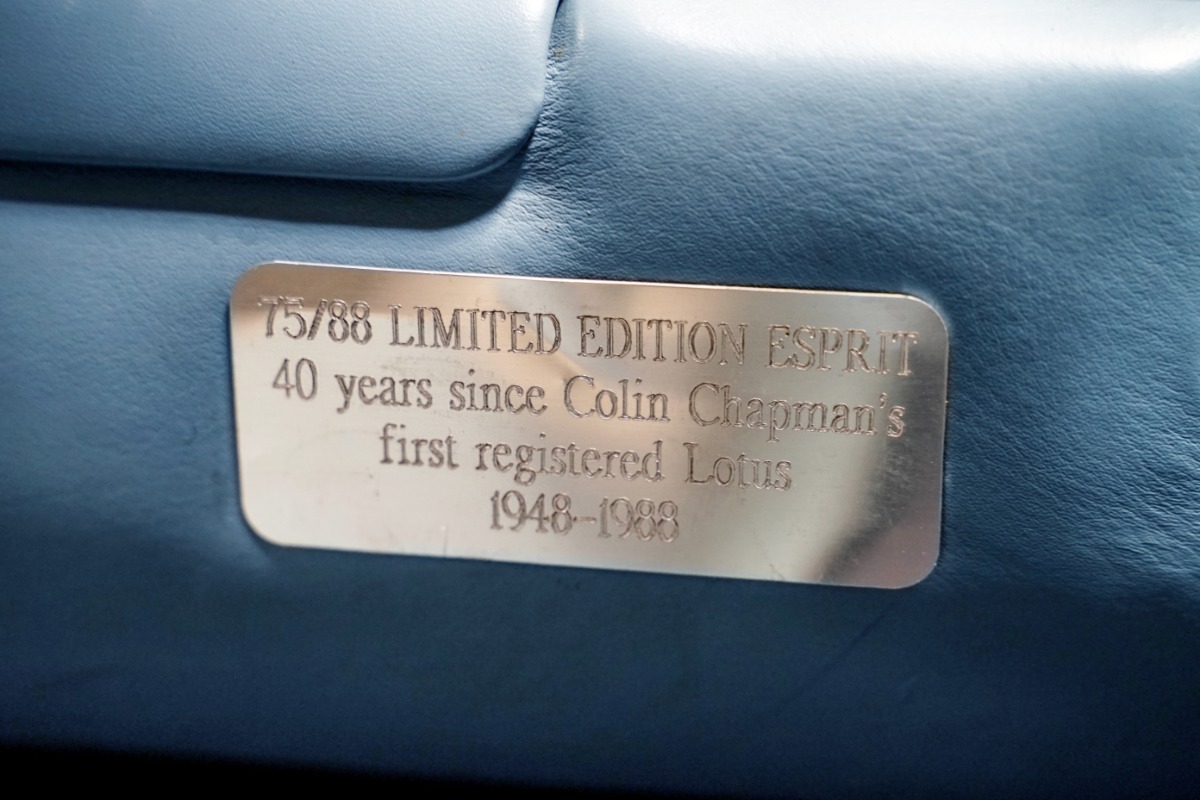 75/88 LIMITED EDITION ESPRIT
40 years since Colin Chapman's
first registered Lotus
1948-1988